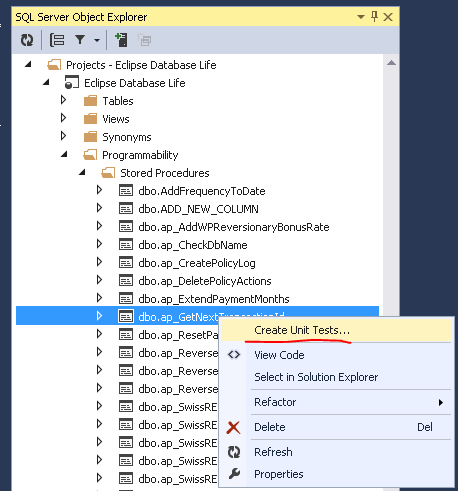 SQL Server Object Explorer
Projects - Eclipse Database Life
Eclipse Database Life
Tables
Views
Synonyms
Programmability
Stored Procedures
dbo.AddFrequencyToDate
dbo.ADD_NEW_COLUMN
dbo.ap_AddWPReversionaryBonusRate
dbo.ap_CheckDbName
dbo.ap_CreatePolicyLog
dbo.ap_DeletePolicyActions
dbo.ap_ExtendPaymentMonths
dbo.ap_GetNextTransactionId
dbo.ap_ResetPa
dbo.ap_Reverse
dbo.ap_Reverse
dbo.ap_Reverse
dbo.ap_SwissRE
dbo.ap_SwissRE
dbo.ap_SwissRE
dbo.ap_SwissRE
dbo.ap_SwissRE
Create Unit Tests...
View Code
Select in Solution Explorer
Refactor
Delete Del
Refresh
Properties